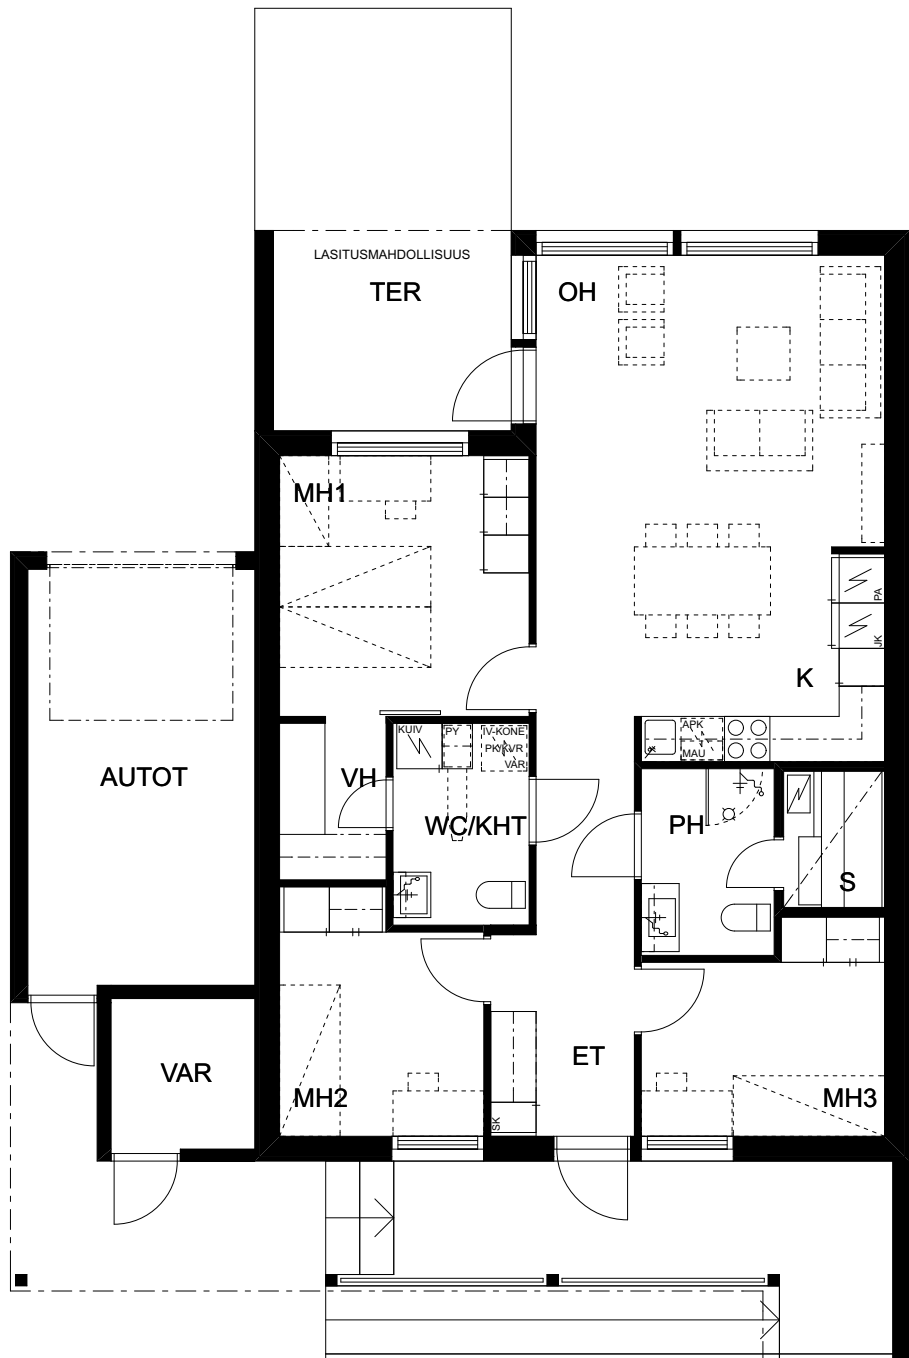 LASITUSMAHDOLLISUUS
TER
OH
MH1
PA
JK
K
KUIV
PY
IV-KONE
PK/KVR
VAR
APK
MAU
AUTOT
VH
WC/KHT
PH
S
ET
VAR
MH2
SK
MH3